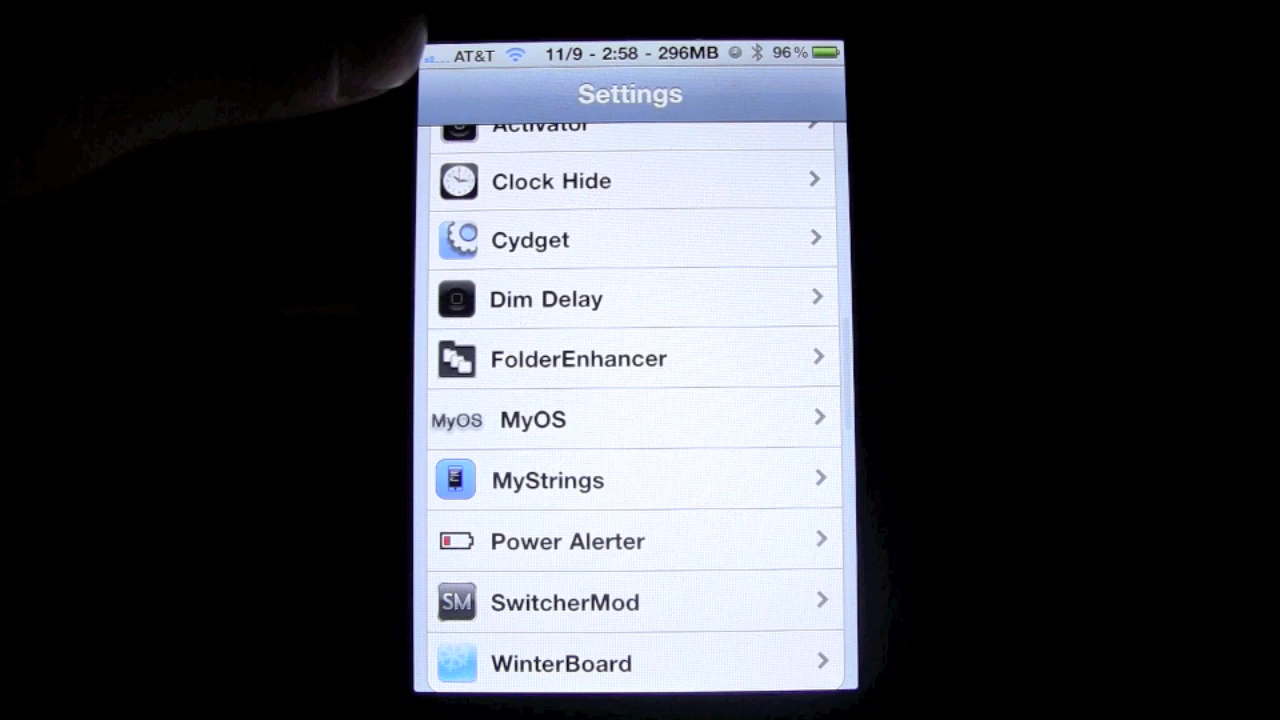 AT&T 11/9 - 2:58 - 296MB 96%
Settings
Activator
Clock Hide
Cydget
Dim Delay
FolderEnhancer
MyOS MyOS
MyStrings
Power Alerter
SM SwitcherMod
WinterBoard